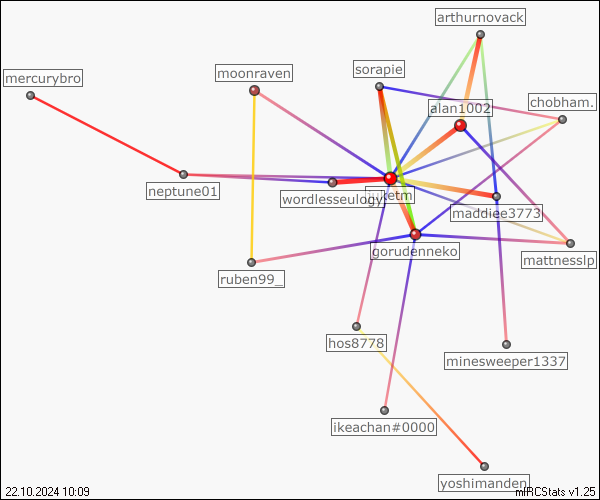 arthurnovack
mercurybro
moonraven
sorapie
alan1002
chobham.
neptune01
wordlesseulogy
juketm
maddiee3773
gorudenneko
mattnesslp
ruben99_
hos8778
minesweeper1337
ikeachan#0000
yoshimanden
22.10.2024 10:09
mIRCStats v1.25